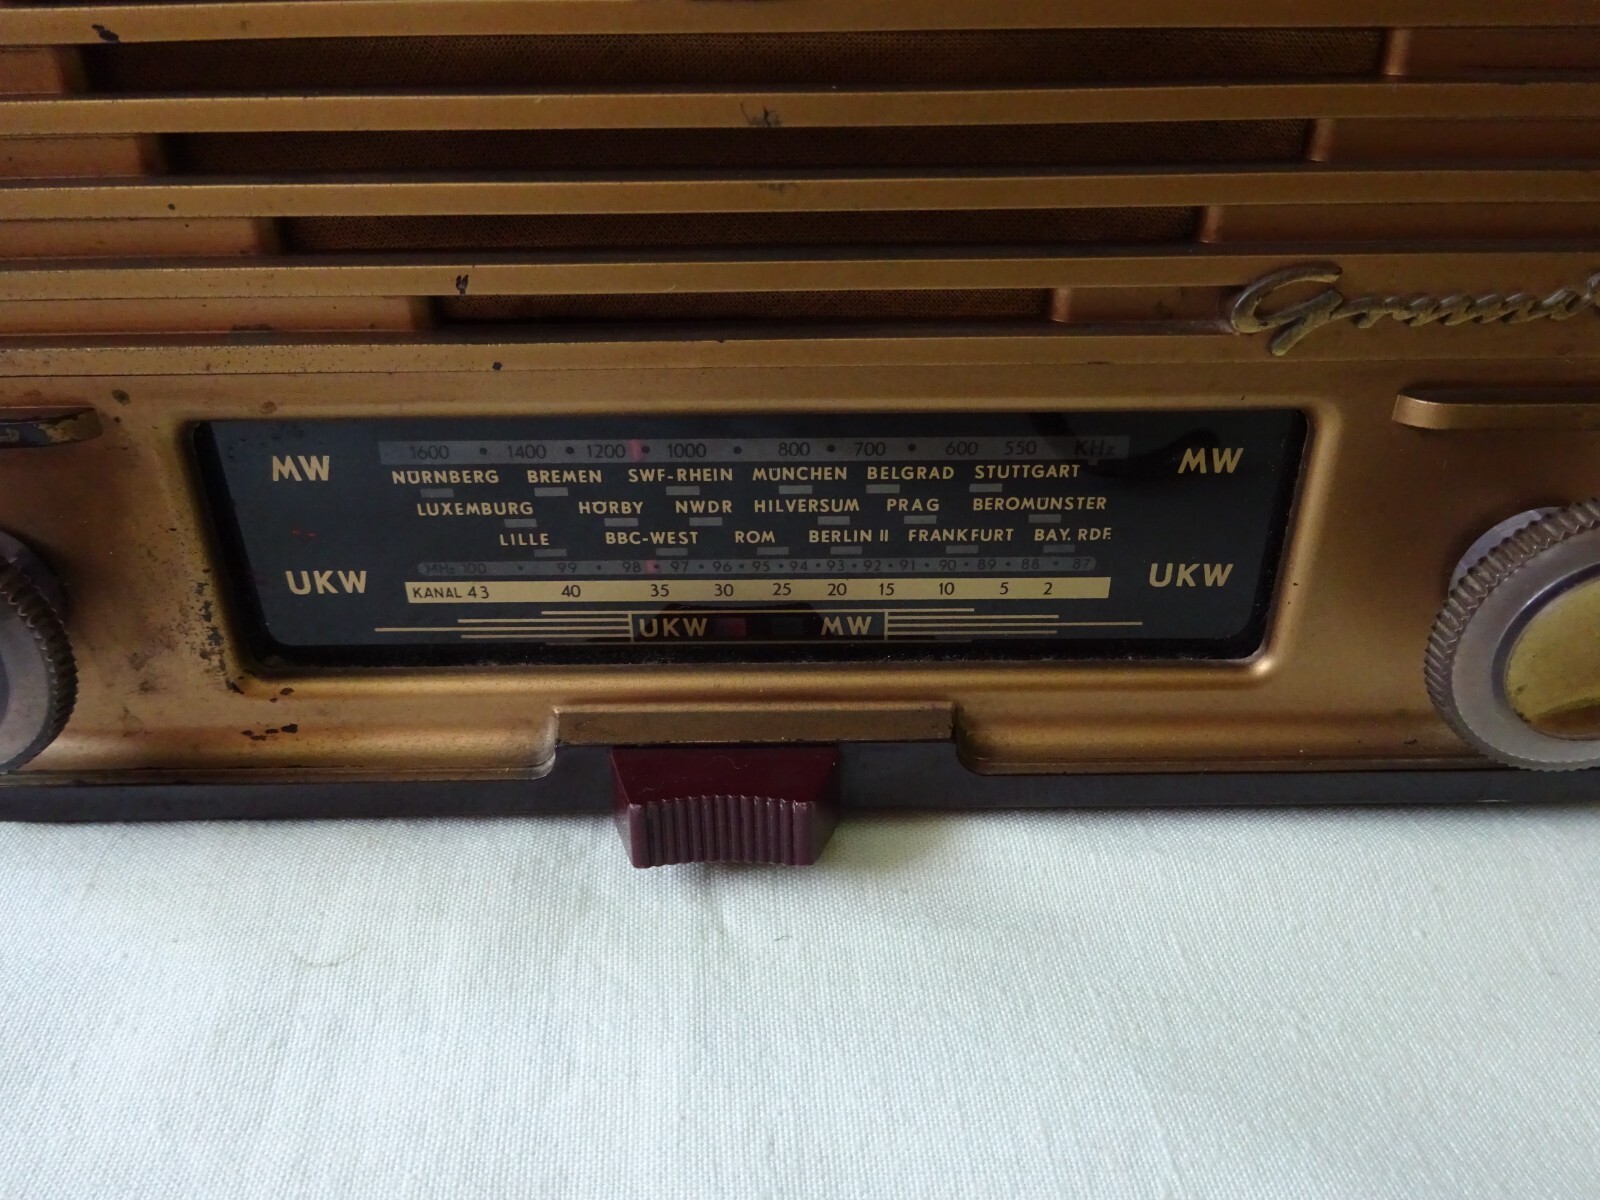 Grundi
1600 • 1400 • 1200 • 1000 • 800 • 700 • 600 550 KHz
MW MW
NÜRNBERG BREMEN SWF-RHEIN MÜNCHEN BELGRAD STUTTGART
LUXEMBURG HÖRBY NWDR HILVERSUM PRAG BEROMÜNSTER
LILLE BBC-WEST ROM BERLIN II FRANKFURT BAY. RDF.
MHz 100 • 99 • 98 • 97 • 96 • 95 • 94 • 93 • 92 • 91 • 90 • 89 • 88 • 87
UKW UKW
KANAL 43 40 35 30 25 20 15 10 5 2
UKW MW